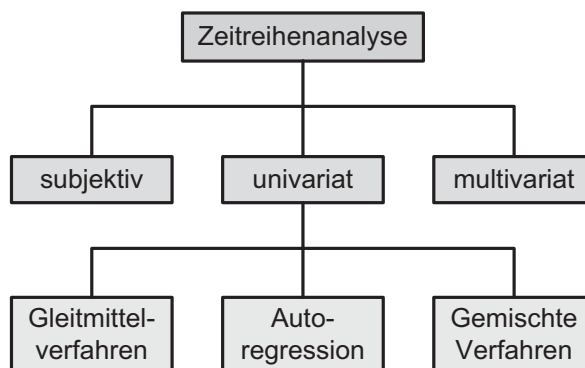 Zeitreihenanalyse
subjektiv
univariat
multivariat
Gleitmittel-
verfahren
Auto-
regression
Gemischte
Verfahren